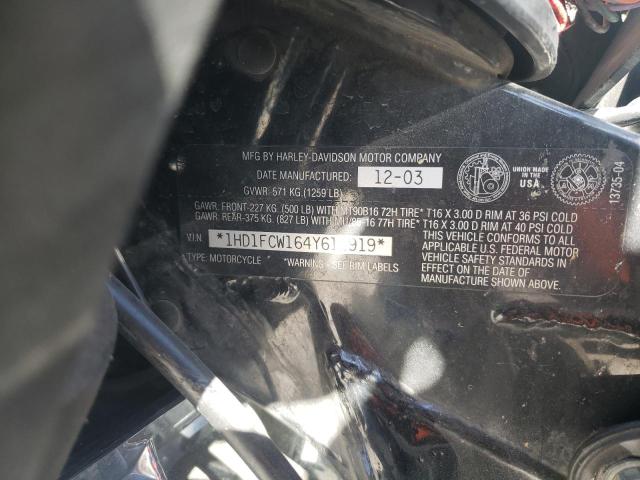 MFG BY HARLEY-DAVIDSON MOTOR COMPANY
DATE MANUFACTURED: 12-03
GVWR: 571 KG.(1259 LB)
GAWR: FRONT-227 KG. (500 LB) WITH MT90B16 72H TIRE* T16 X 3.00 D RIM AT 36 PSI COLD
GAWR: REAR-375 KG. (827 LB) WITH 16 77H TIRE* T16 X 3.00 D RIM AT 40 PSI COLD
VIN
TYPE: MOTORCYCLE
*WARNING - SEE RIM LABELS
THIS VEHICLE CONFORMS TO ALL
APPLICABLE U.S. FEDERAL MOTOR
VEHICLE SAFETY STANDARDS IN
EFFECT ON THE DATE OF
MANUFACTURE SHOWN ABOVE.
UNION MADE IN
U.S.A.
13735-04